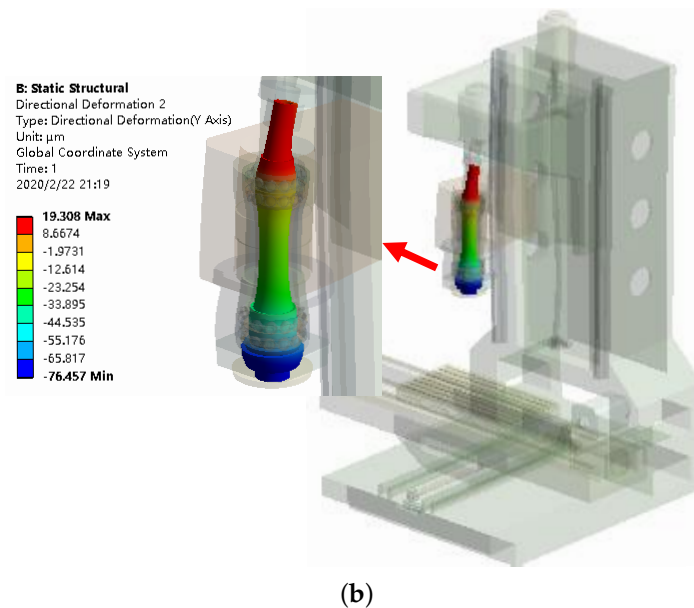 B: Static Structural
Directional Deformation 2
Type: Directional Deformation(Y Axis)
Unit: μm
Global Coordinate System
Time: 1
2020/2/22 21:19
19.308 Max
8.6674
-1.9731
-12.614
-23.254
-33.895
-44.535
-55.176
-65.817
-76.457 Min
(b)